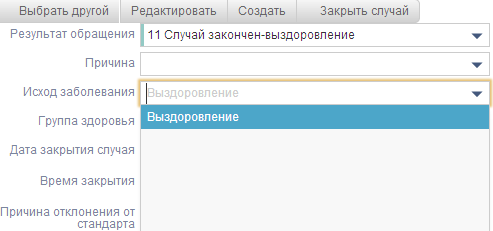 Выбрать другой Редактировать Создать Закрыть случай
Результат обращения 11 Случай закончен-выздоровление
Причина
Исход заболевания Выздоровление
Группа здоровья Выздоровление
Дата закрытия случая
Время закрытия
Причина отклонения от
стандарта